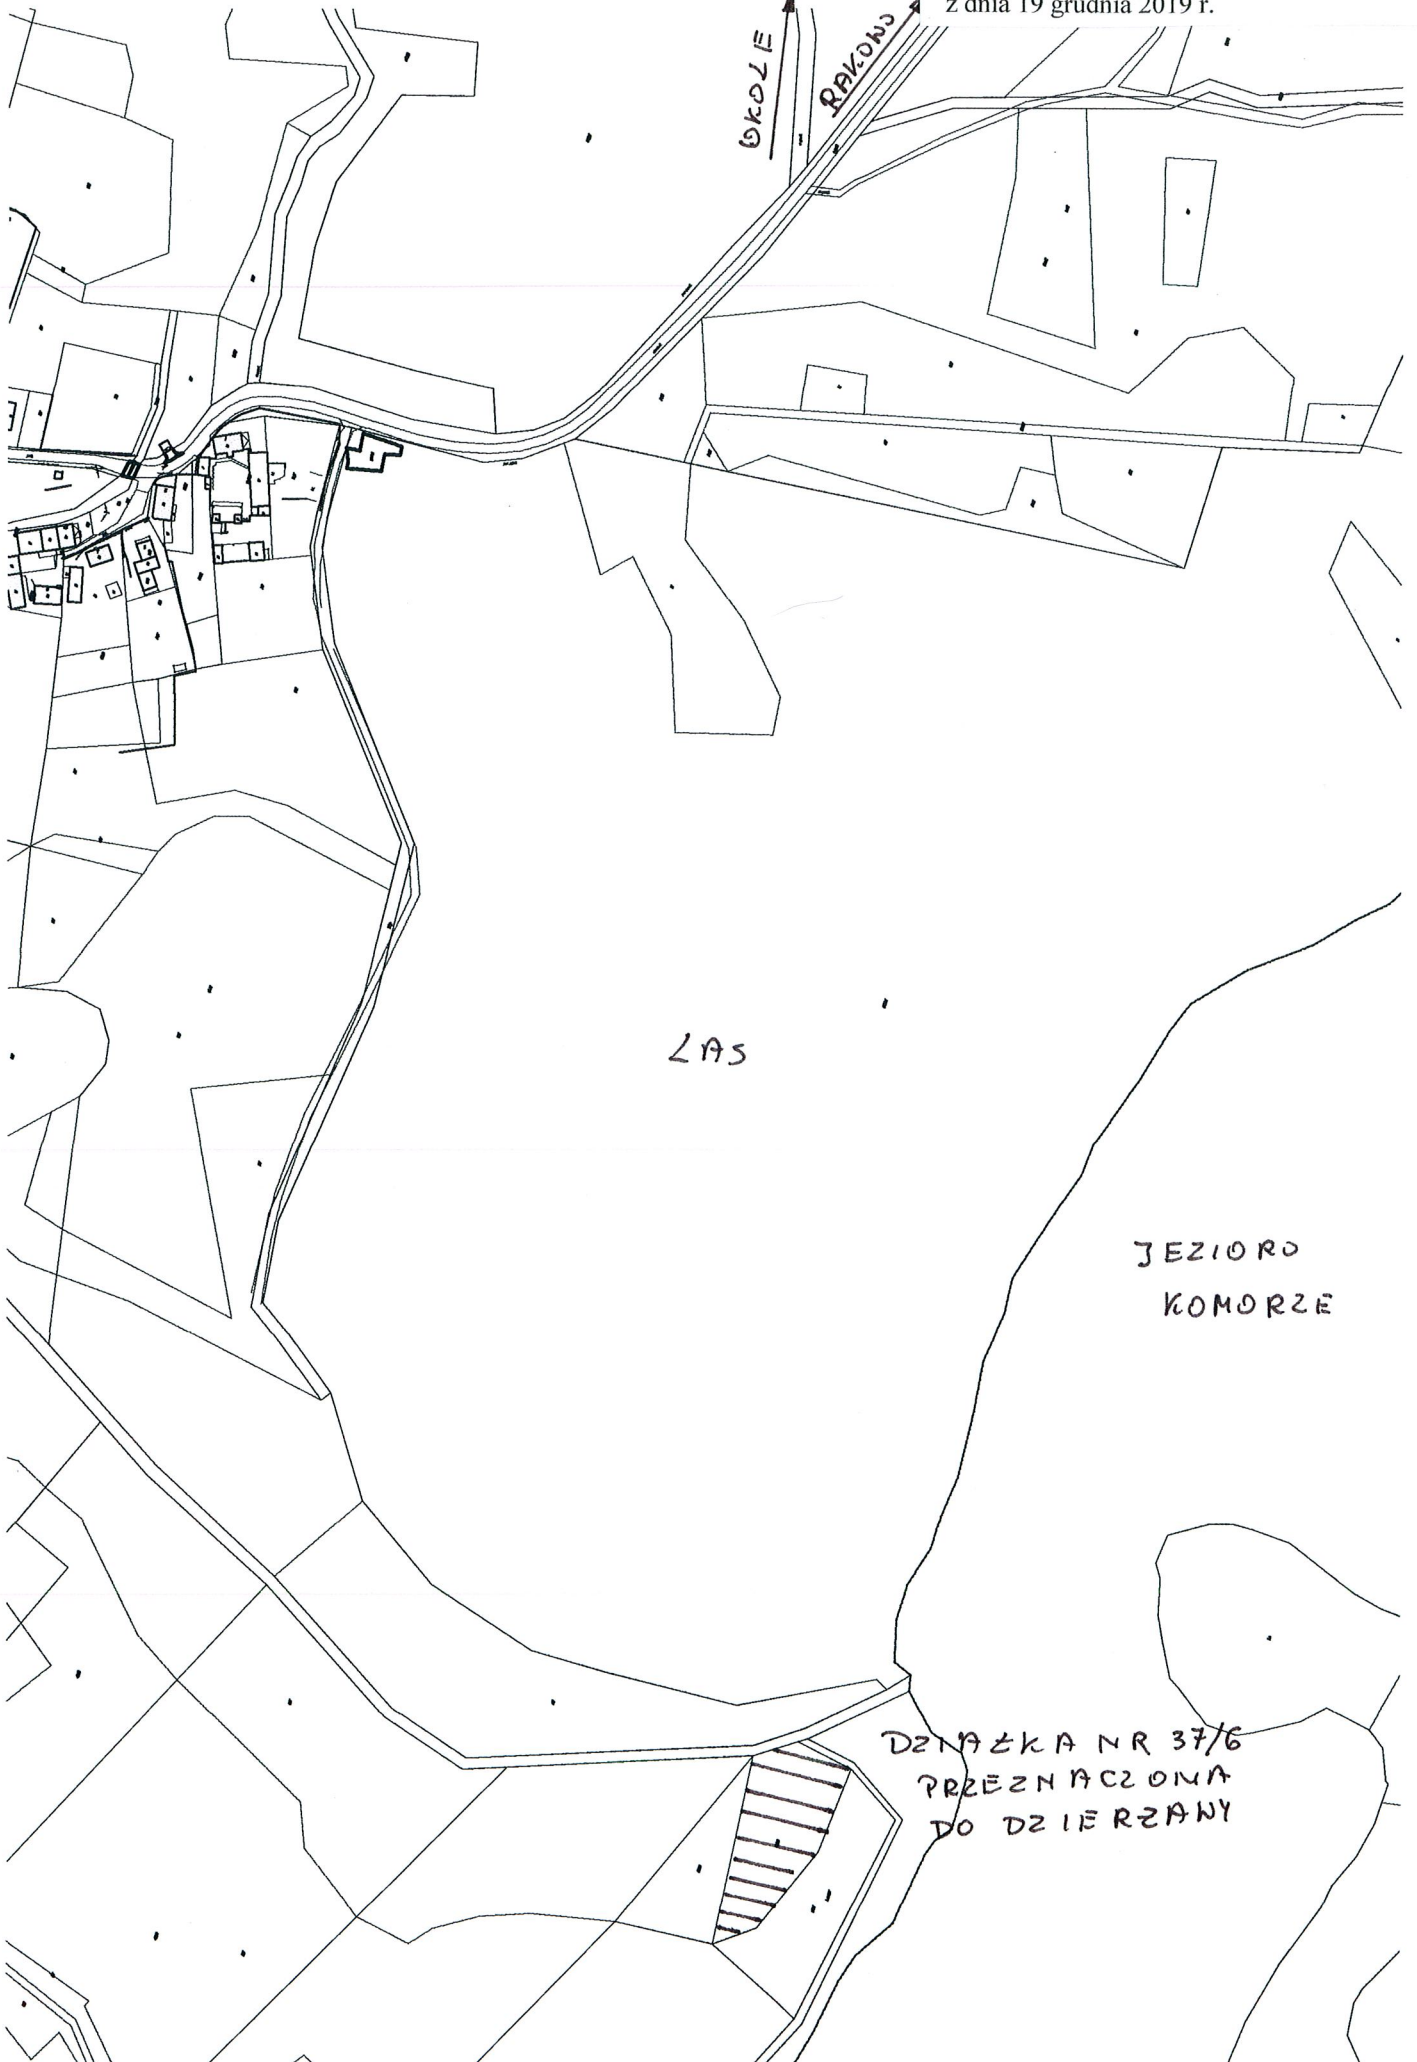 z dnia 19 grudnia 2019 r.
OKOLE
RAKOWO
LAS
JEZIORO
KOMORZE
DZIAŁKA NR 37/6
PRZEZNACZONA
DO DZIERŻAWY